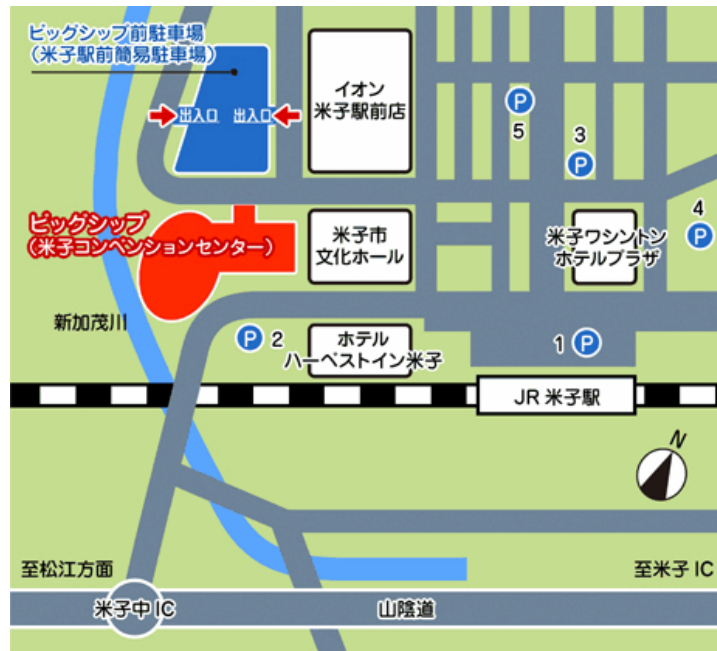 ビッグシップ前駐車場
（米子駅前簡易駐車場）
出入口
出入口
イオン
米子駅前店
P
5
3
P
4
P
ビッグシップ
（米子コンベンションセンター）
米子市
文化ホール
米子ワシントン
ホテルプラザ
新加茂川
P 2
ホテル
ハーベストイン米子
1 P
JR 米子駅
N
至松江方面
至米子 IC
米子中 IC
山陰道